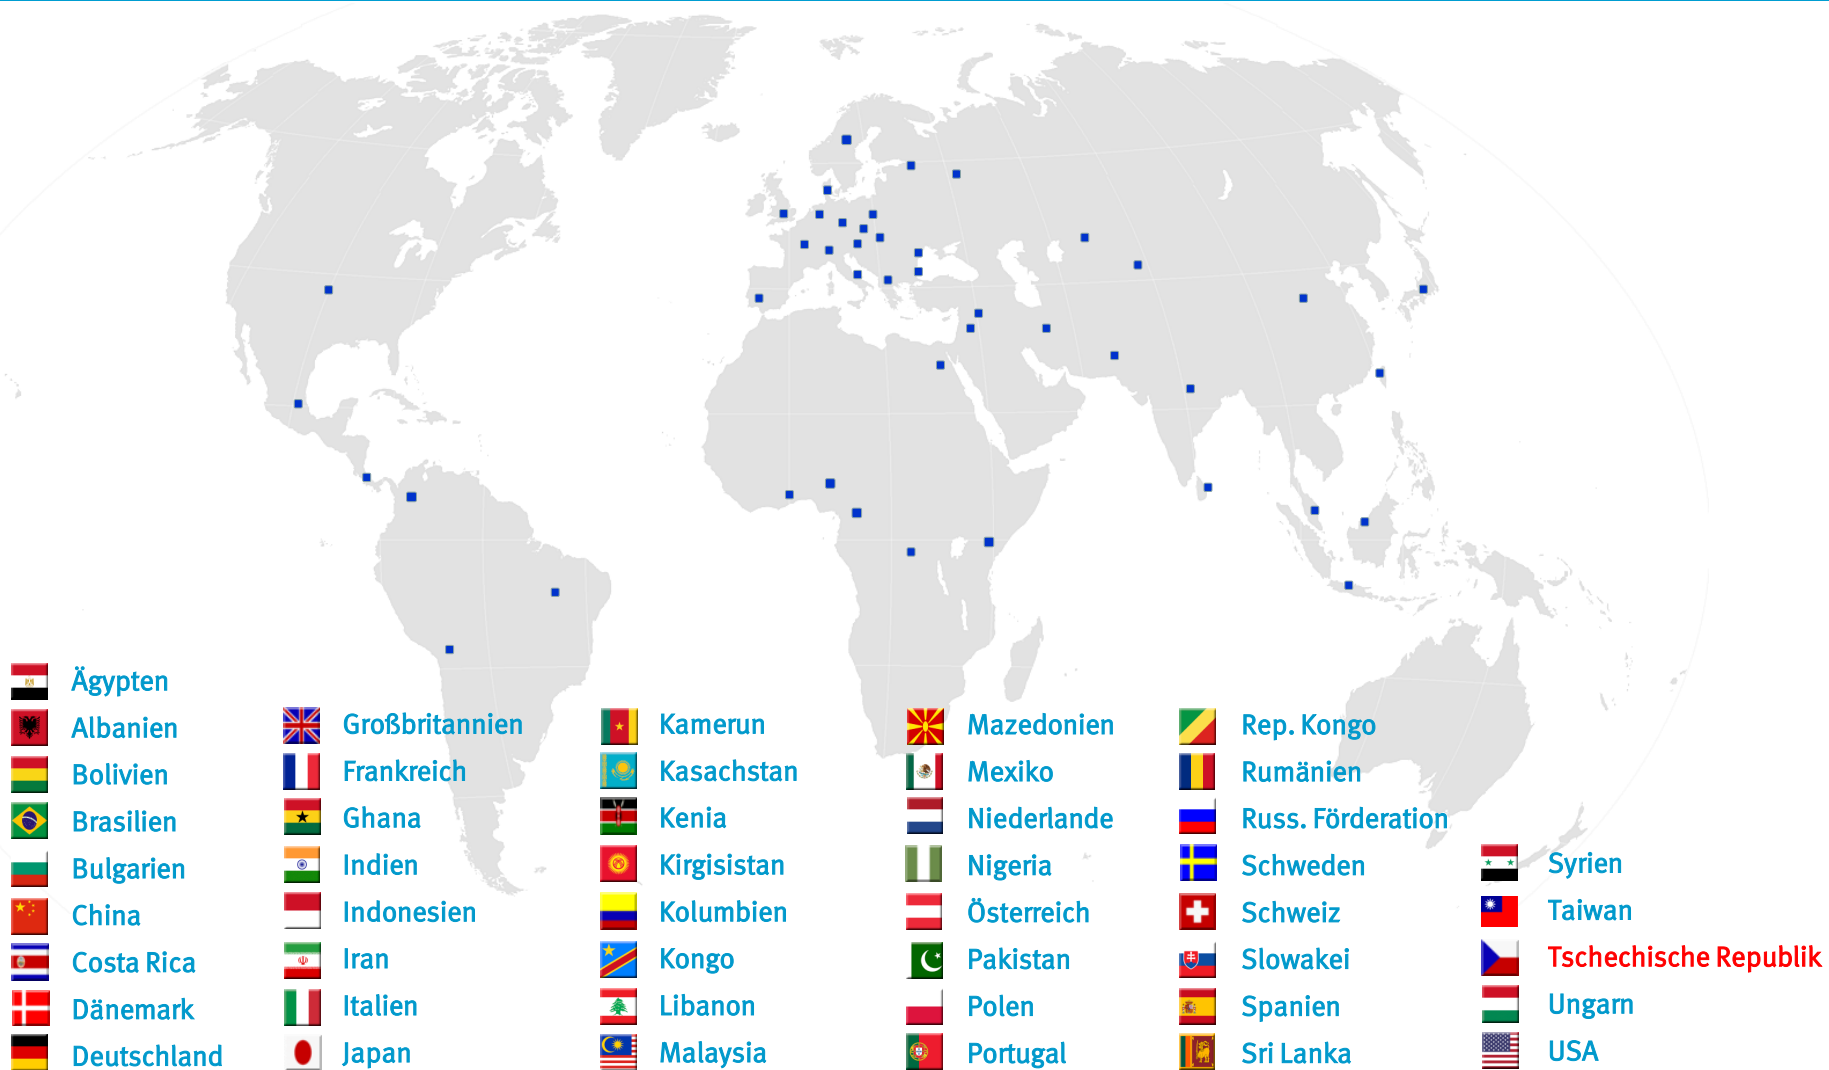 Ägypten
Albanien
Bolivien
Brasilien
Bulgarien
China
Costa Rica
Dänemark
Deutschland
Großbritannien
Frankreich
Ghana
Indien
Indonesien
Iran
Italien
Japan
Kamerun
Kasachstan
Kenia
Kirgisistan
Kolumbien
Kongo
Libanon
Malaysia
Mazedonien
Mexiko
Niederlande
Nigeria
Österreich
Pakistan
Polen
Portugal
Rep. Kongo
Rumänien
Russ. Förderation
Schweden
Schweiz
Slowakei
Spanien
Sri Lanka
Syrien
Taiwan
Tschechische Republik
Ungarn
USA